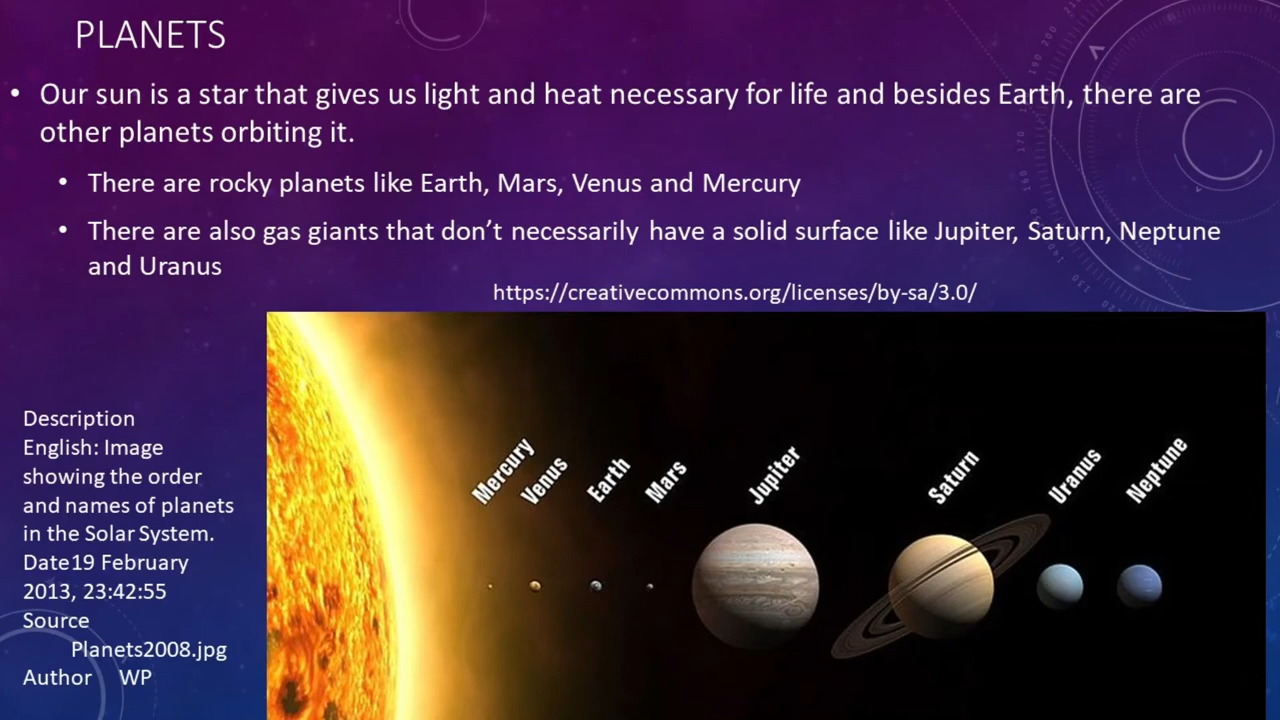 PLANETS
• Our sun is a star that gives us light and heat necessary for life and besides Earth, there are
other planets orbiting it.
• There are rocky planets like Earth, Mars, Venus and Mercury
• There are also gas giants that don’t necessarily have a solid surface like Jupiter, Saturn, Neptune
and Uranus
https://creativecommons.org/licenses/by-sa/3.0/
Description
English: Image
showing the order
and names of planets
in the Solar System.
Date19 February
2013, 23:42:55
Source
Planets2008.jpg
Author WP
Mercury
Venus
Earth
Mars
Jupiter
Saturn
Uranus
Neptune